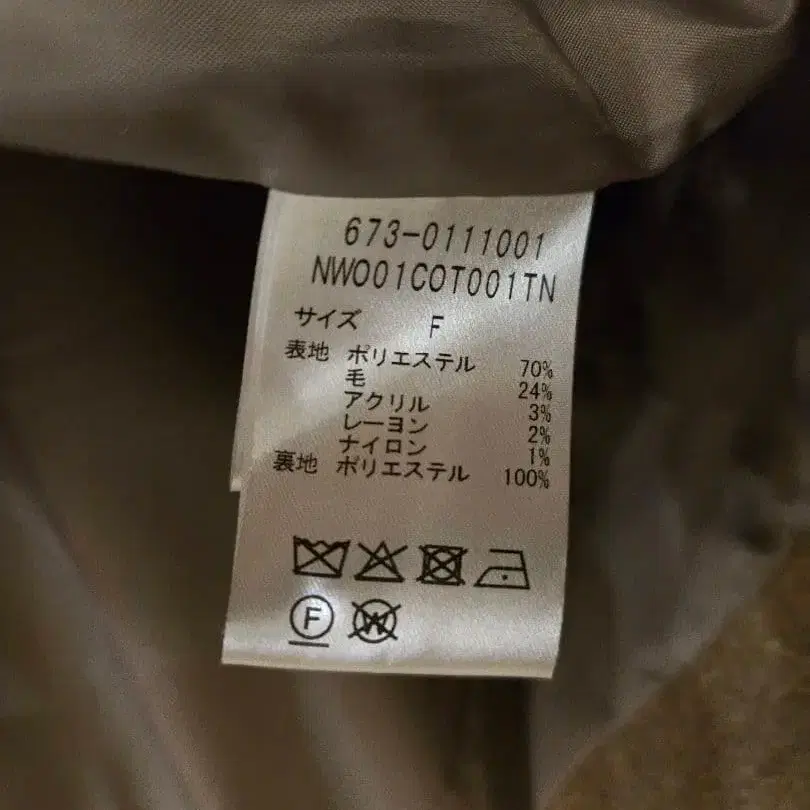 673-0111001
NWO01COT001TN
サイズ F
表地 ポリエステル 70%
毛 24%
アクリル 3%
レーヨン 2%
ナイロン 1%
裏地 ポリエステル 100%
F W